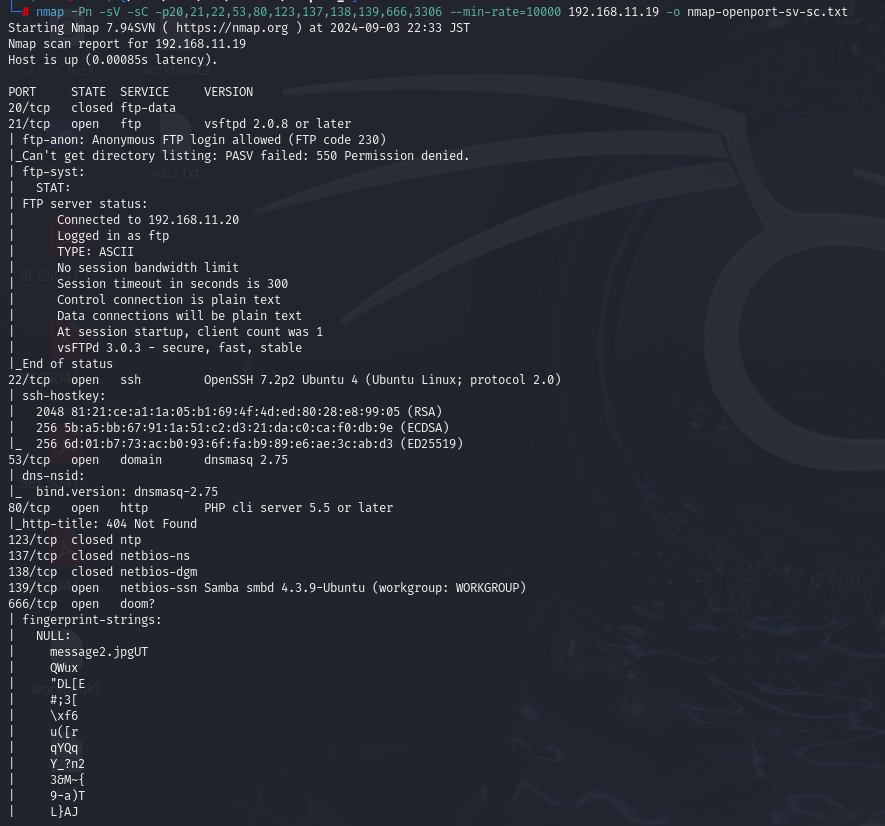 # nmap -Pn -sV -sC -p20,21,22,53,80,123,137,138,139,666,3306 --min-rate=10000 192.168.11.19 -o nmap-openport-sv-sc.txt
Starting Nmap 7.94SVN ( https://nmap.org ) at 2024-09-03 22:33 JST
Nmap scan report for 192.168.11.19
Host is up (0.00085s latency).

PORT    STATE  SERVICE     VERSION
20/tcp  closed ftp-data
21/tcp  open   ftp         vsftpd 2.0.8 or later
| ftp-anon: Anonymous FTP login allowed (FTP code 230)
|_Can't get directory listing: PASV failed: 550 Permission denied.
| ftp-syst:
|   STAT:
| FTP server status:
|      Connected to 192.168.11.20
|      Logged in as ftp
|      TYPE: ASCII
|      No session bandwidth limit
|      Session timeout in seconds is 300
|      Control connection is plain text
|      Data connections will be plain text
|      At session startup, client count was 1
|      vsFTPd 3.0.3 - secure, fast, stable
|_End of status
22/tcp  open   ssh         OpenSSH 7.2p2 Ubuntu 4 (Ubuntu Linux; protocol 2.0)
| ssh-hostkey:
|   2048 81:21:ce:a1:1a:05:b1:69:4f:4d:ed:80:28:e8:99:05 (RSA)
|   256 5b:a5:bb:67:91:1a:51:c2:d3:21:da:c0:ca:f0:db:9e (ECDSA)
|_  256 6d:01:b7:73:ac:b0:93:6f:fa:b9:89:e6:ae:3c:ab:d3 (ED25519)
53/tcp  open   domain      dnsmasq 2.75
| dns-nsid:
|_  bind.version: dnsmasq-2.75
80/tcp  open   http        PHP cli server 5.5 or later
|_http-title: 404 Not Found
123/tcp closed ntp
137/tcp closed netbios-ns
138/tcp closed netbios-dgm
139/tcp open   netbios-ssn Samba smbd 4.3.9-Ubuntu (workgroup: WORKGROUP)
666/tcp open   doom?
| fingerprint-strings:
|   NULL:
|     message2.jpgUT
|     QWux
|     "DL[E
|     #;3[
|     \xf6
|     u([r
|     qYQq
|     Y_?n2
|     3&M~{
|     9-a)T
|     L}AJ